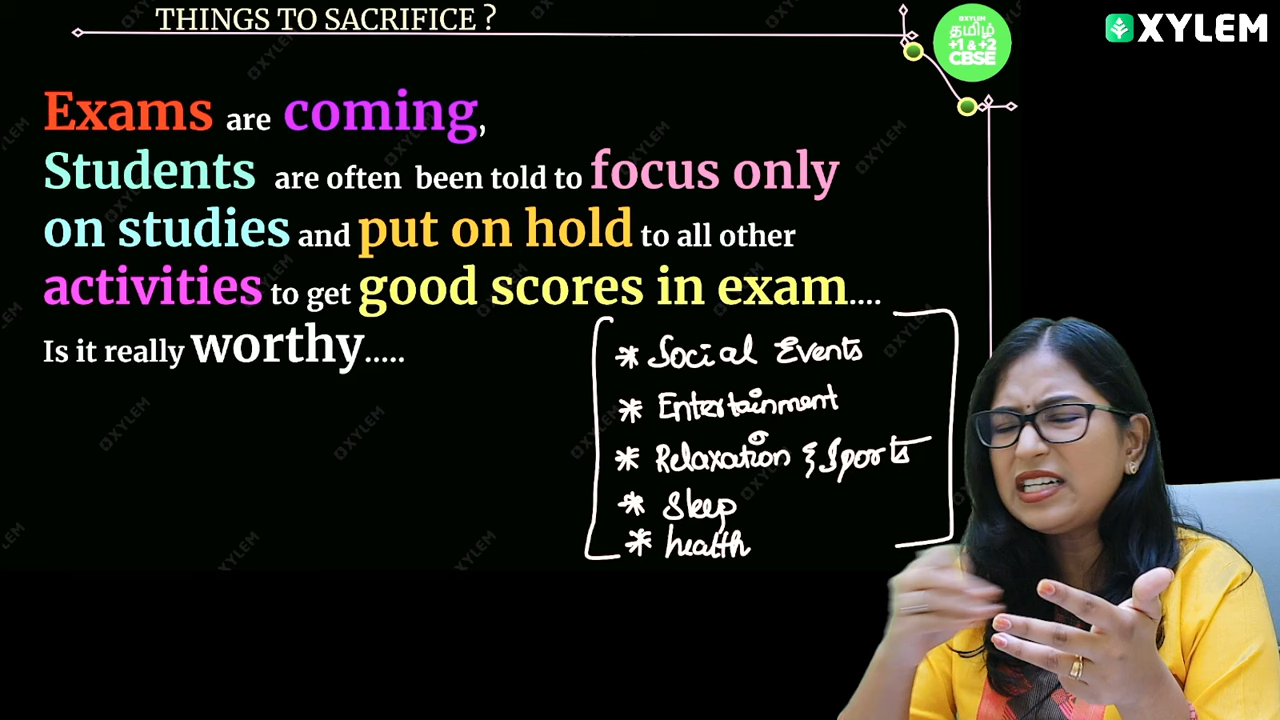 THINGS TO SACRIFICE ?
OXYLEM
தமிழ்
+1 & +2
CBSE
XYLEM
Exams are coming,
Students are often been told to focus only
on studies and put on hold to all other
activities to get good scores in exam....
Is it really worthy.....
* Social Events
* Entertainment
* Relaxation & Sports
* Sleep
* health